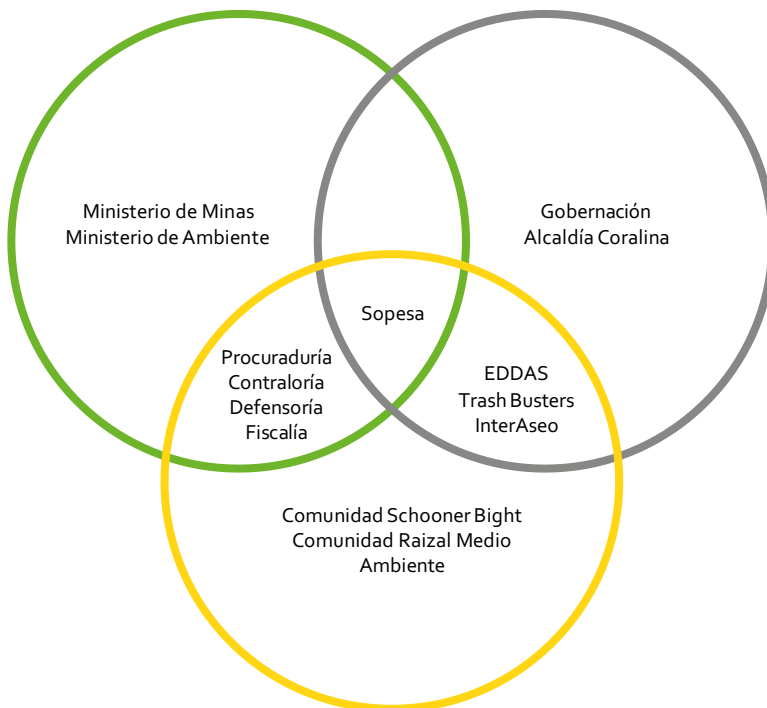 Ministerio de Minas
Ministerio de Ambiente
Gobernación
Alcaldía Coralina
Sopesa
Procuraduría
Contraloría
Defensoría
Fiscalía
EDDAS
Trash Busters
InterAseo
Comunidad Schooner Bight
Comunidad Raizal Medio
Ambiente